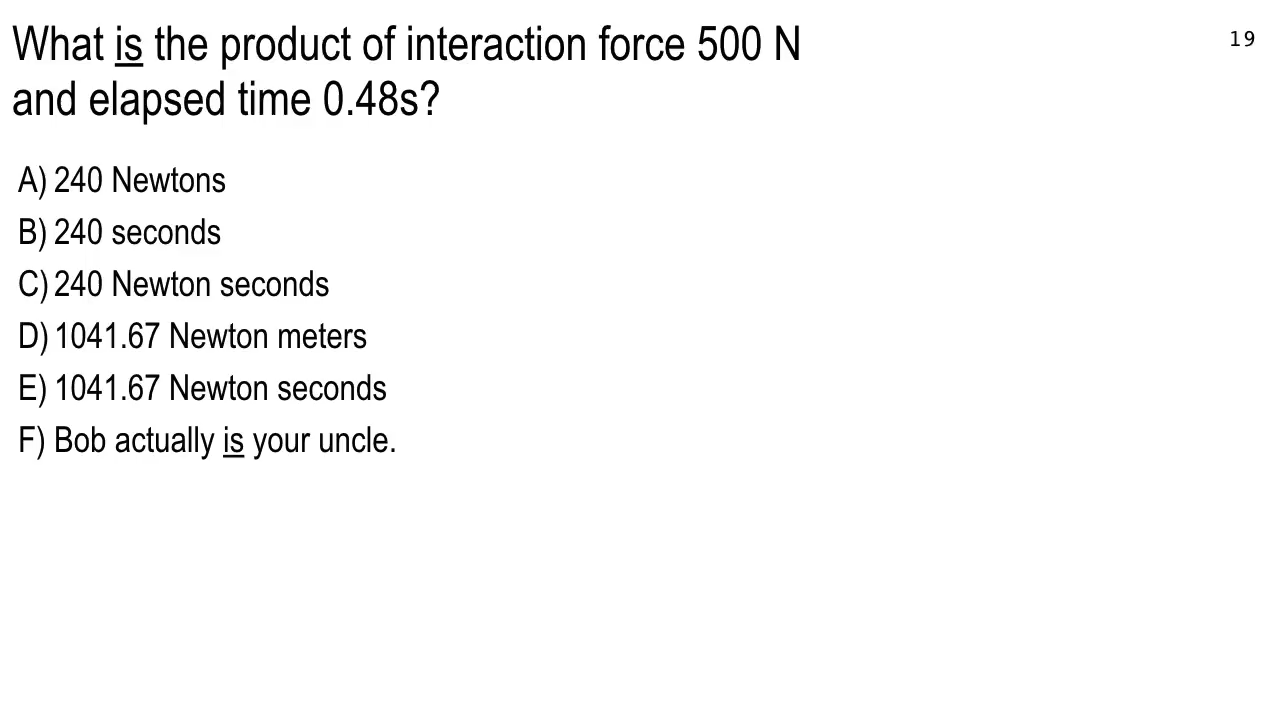 What is the product of interaction force 500 N
and elapsed time 0.48s?
19
A) 240 Newtons
B) 240 seconds
C) 240 Newton seconds
D) 1041.67 Newton meters
E) 1041.67 Newton seconds
F) Bob actually is your uncle.